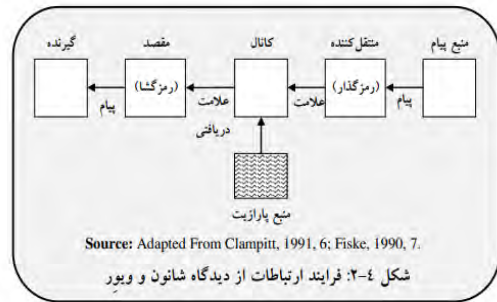 منبع پیام منتقل‌کننده کانال مقصد گیرنده
(رمزگذار) (رمزگشا)
پیام علامت علامت پیام
دریافتی
منبع پارازیت
Source: Adapted From Clampitt, 1991, 6; Fiske, 1990, 7.
شکل ٤-٢: فرایند ارتباطات از دیدگاه شانون و ویورِ